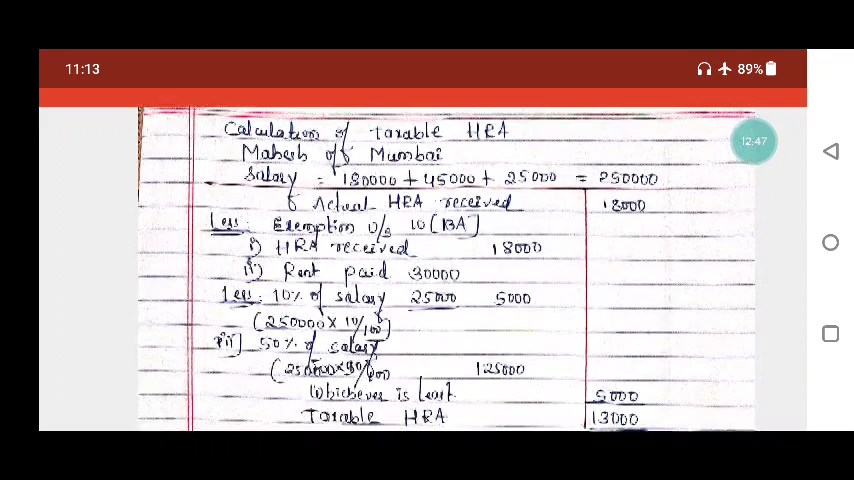 11:13
89%
12:47
Calculation of Taxable HRA
Mahesh of Mumbai
Salary = 180000 + 45000 + 25000 = 250000
Actual HRA received 18000
Less: Exemption u/s 10 (13A)
i) HRA received 18000
ii) Rent paid 30000
Less: 10% of salary 25000 5000
(250000 x 10/100)
iii) 50% of salary
(250000 x 50/100) 125000
Whichever is least 5000
Taxable HRA 13000